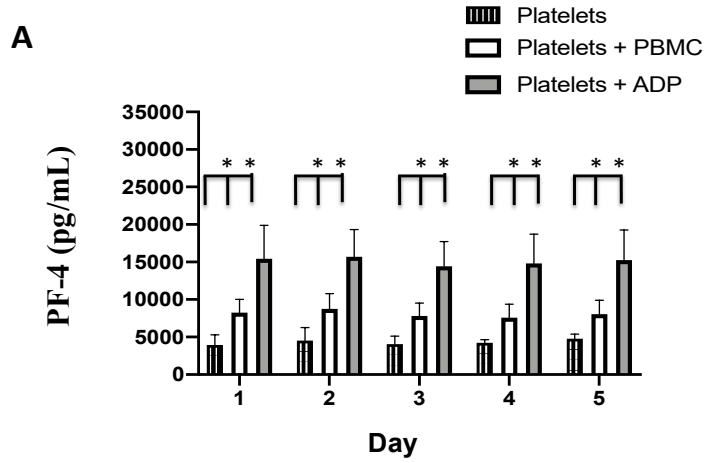 A
Platelets
Platelets + PBMC
Platelets + ADP
PF-4 (pg/mL)
35000
30000
25000
20000
15000
10000
5000
0
* * * * * * * * * *
1 2 3 4 5
Day